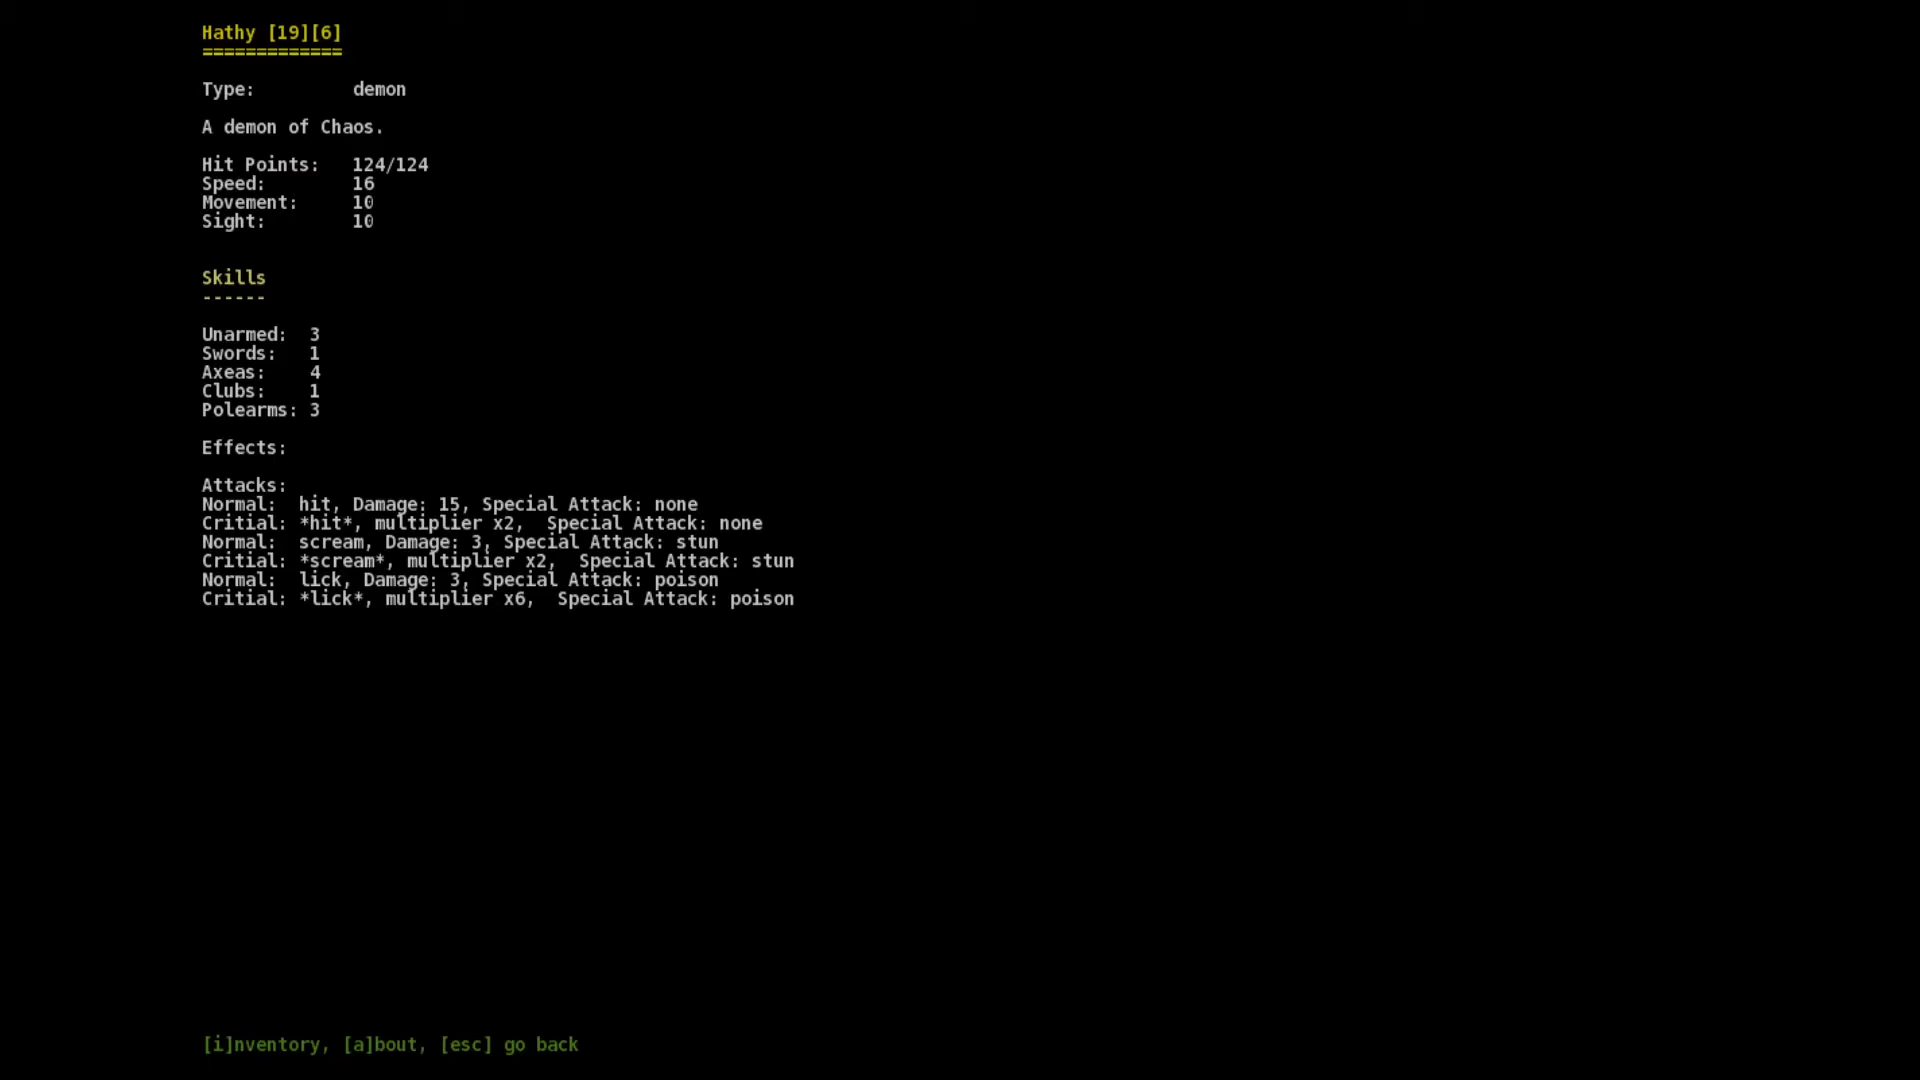 Hathy [19][6]
=============
Type: demon
A demon of Chaos.
Hit Points: 124/124
Speed: 16
Movement: 10
Sight: 10
Skills
------
Unarmed: 3
Swords: 1
Axeas: 4
Clubs: 1
Polearms: 3
Effects:
Attacks:
Normal: hit, Damage: 15, Special Attack: none
Critial: *hit*, multiplier x2, Special Attack: none
Normal: scream, Damage: 3, Special Attack: stun
Critial: *scream*, multiplier x2, Special Attack: stun
Normal: lick, Damage: 3, Special Attack: poison
Critial: *lick*, multiplier x6, Special Attack: poison
[i]nventory, [a]bout, [esc] go back